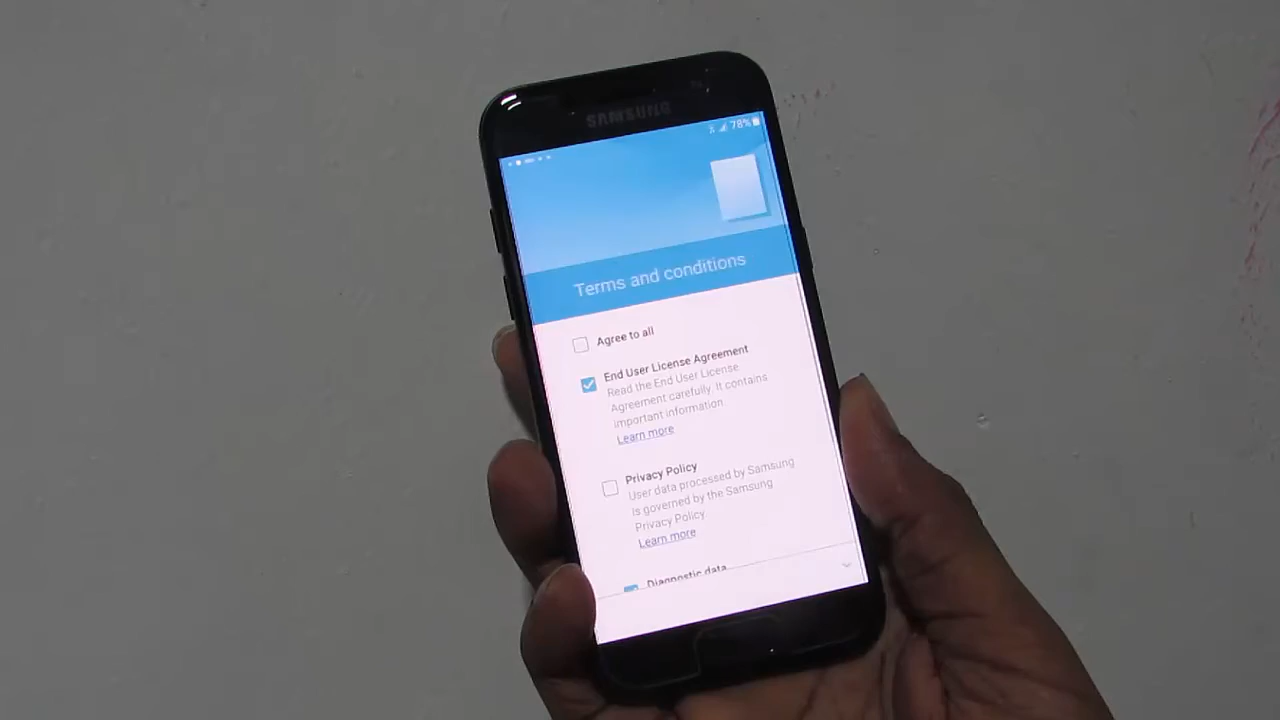 SAMSUNG
78%
Terms and conditions
Agree to all
End User License Agreement
Read the End User License
Agreement carefully. It contains
important information
Learn more
Privacy Policy
User data processed by Samsung
is governed by the Samsung
Privacy Policy
Learn more
Diagnostic data